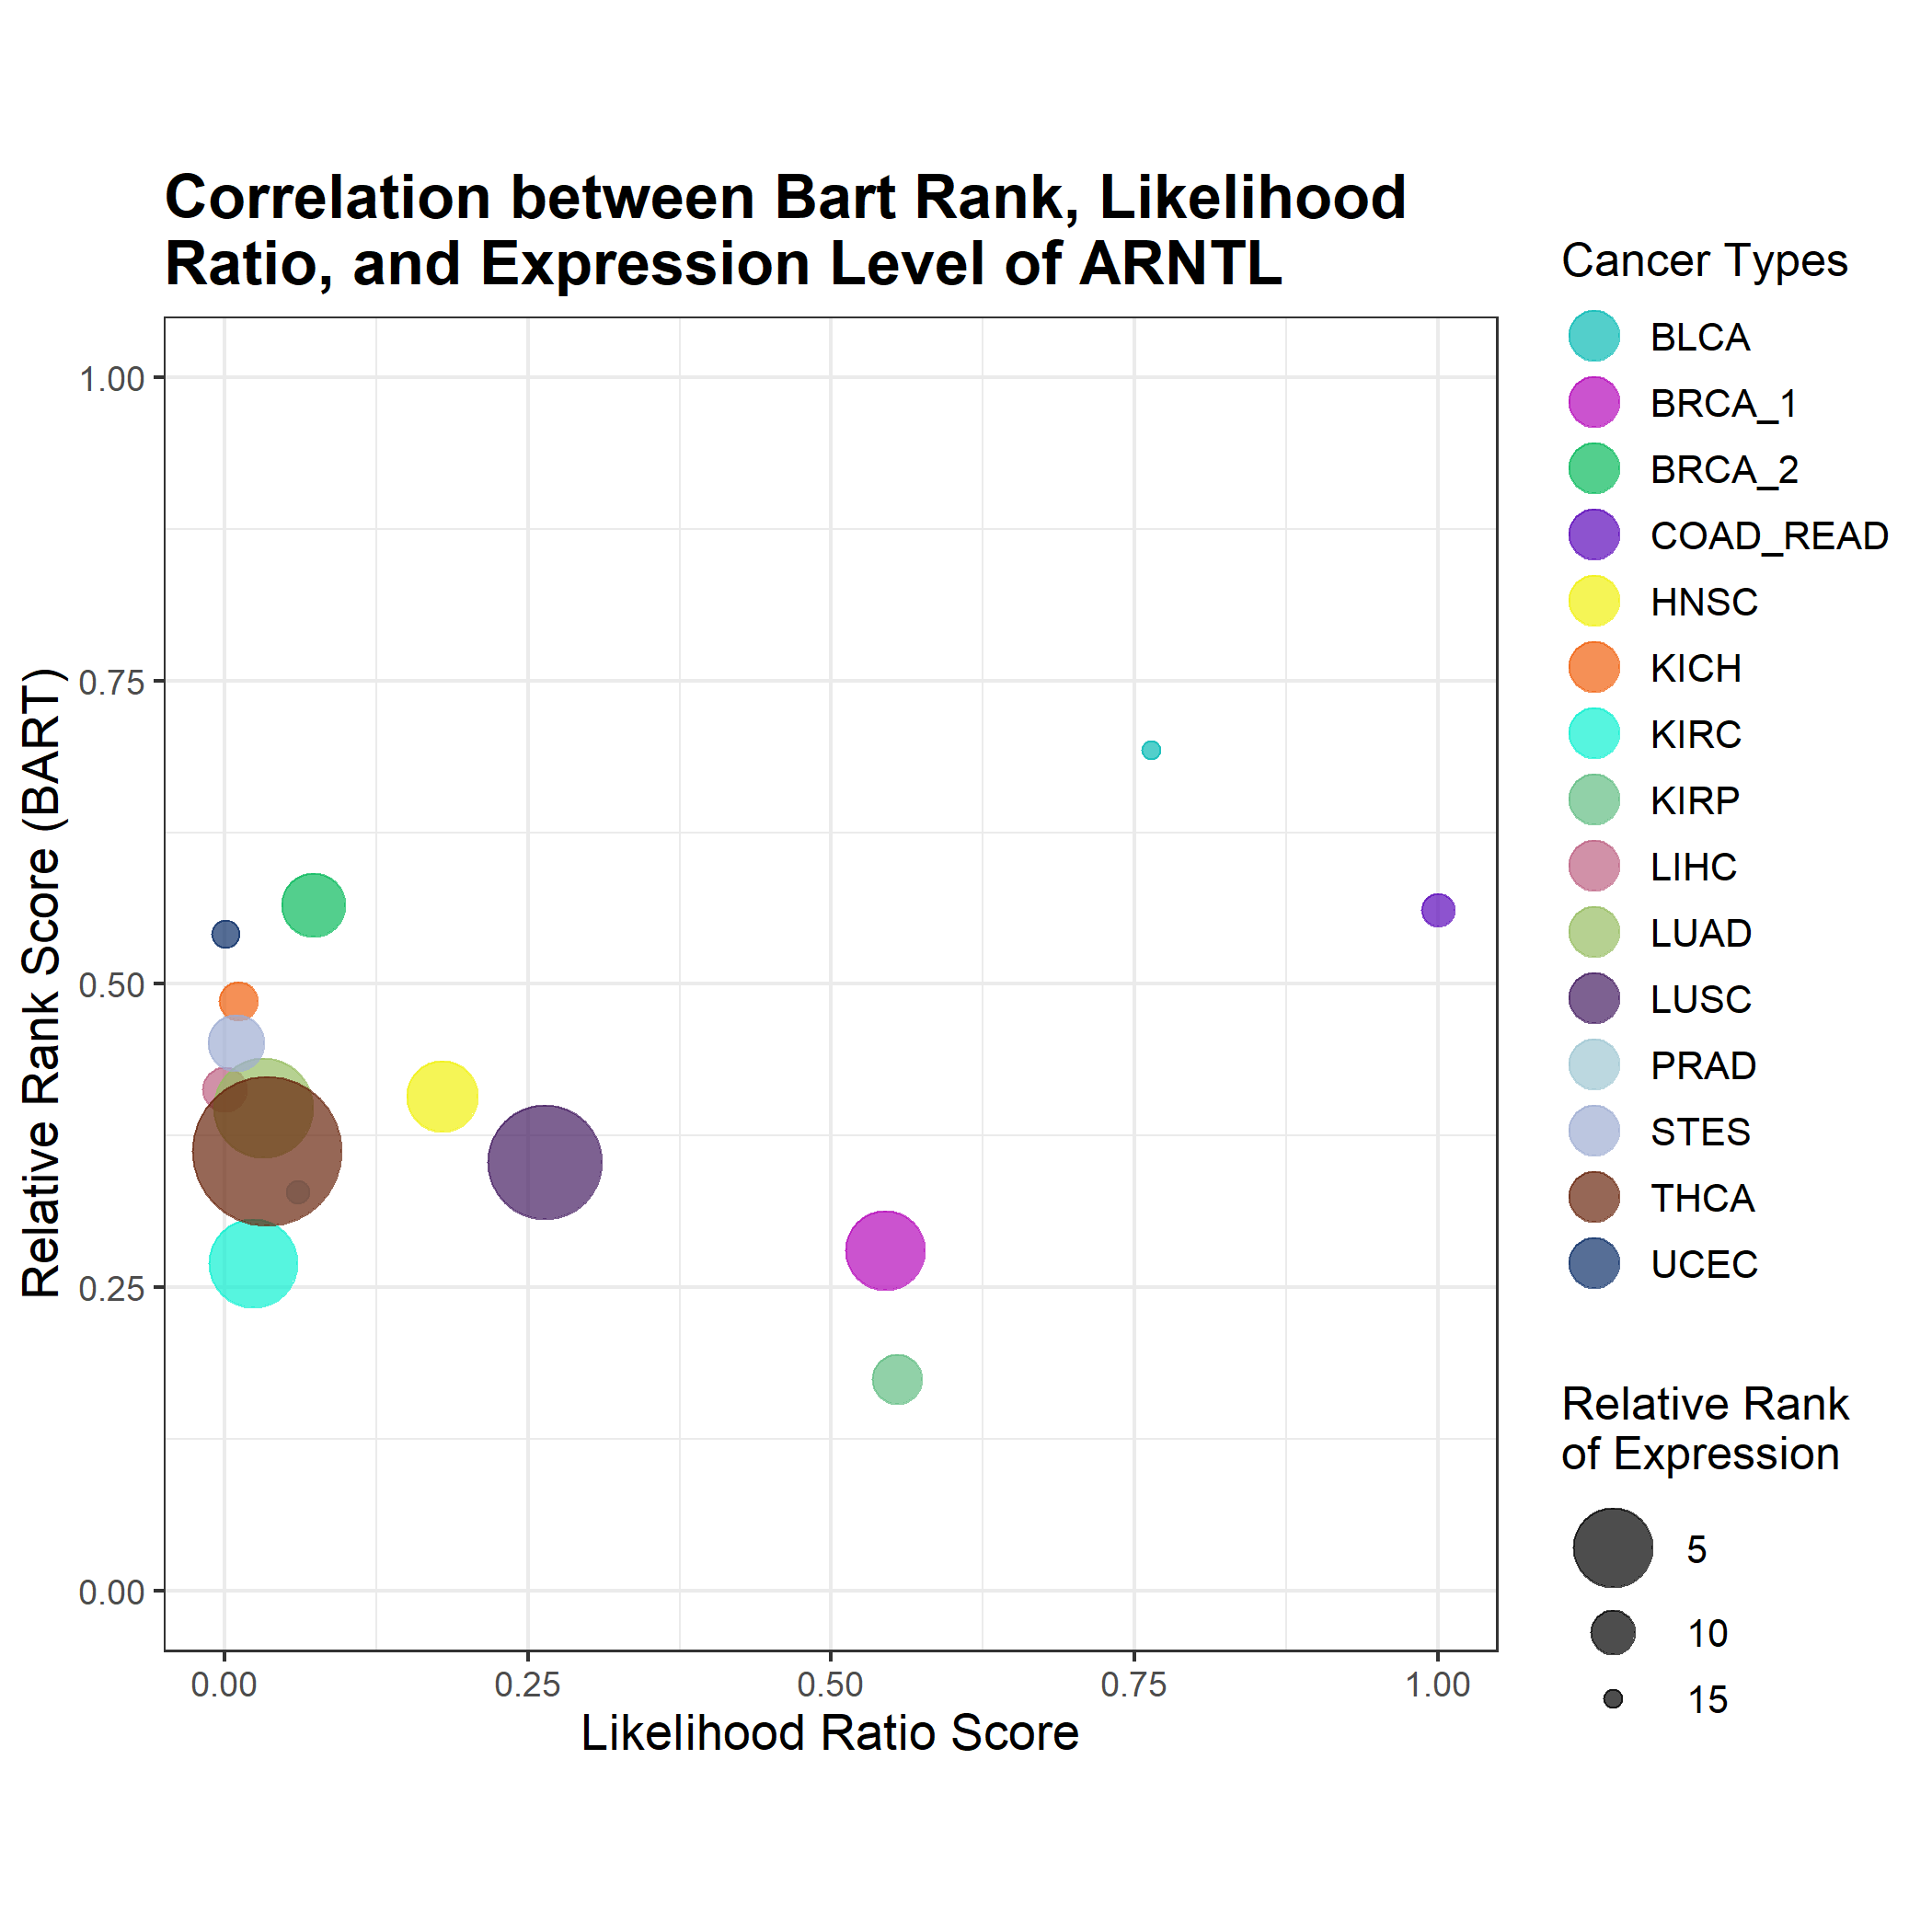 Correlation between Bart Rank, Likelihood
Ratio, and Expression Level of ARNTL
Relative Rank Score (BART)
1.00
0.75
0.50
0.25
0.00
0.00 0.25 0.50 0.75 1.00
Likelihood Ratio Score
Cancer Types
BLCA
BRCA_1
BRCA_2
COAD_READ
HNSC
KICH
KIRC
KIRP
LIHC
LUAD
LUSC
PRAD
STES
THCA
UCEC
Relative Rank
of Expression
5
10
15